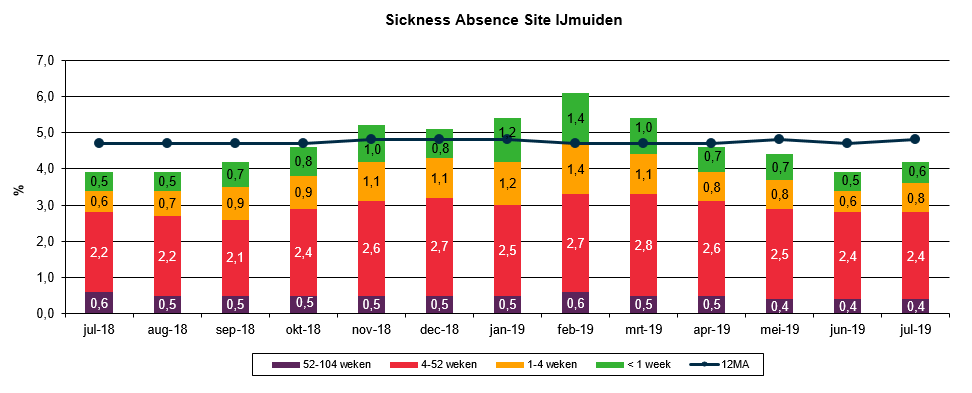 Sickness Absence Site IJmuiden
7,0
6,0
5,0
4,0
3,0
2,0
1,0
0,0
%
0,5 0,5 0,7 0,8 1,0 0,8 1,2 1,4 1,0 0,7 0,7 0,5 0,6
0,6 0,7 0,9 0,9 1,1 1,1 1,2 1,4 1,1 0,8 0,8 0,6 0,8
2,2 2,2 2,1 2,4 2,6 2,7 2,5 2,7 2,8 2,6 2,5 2,4 2,4
0,6 0,5 0,5 0,5 0,5 0,5 0,5 0,6 0,5 0,5 0,4 0,4 0,4
jul-18 aug-18 sep-18 okt-18 nov-18 dec-18 jan-19 feb-19 mrt-19 apr-19 mei-19 jun-19 jul-19
52-104 weken 4-52 weken 1-4 weken < 1 week 12MA